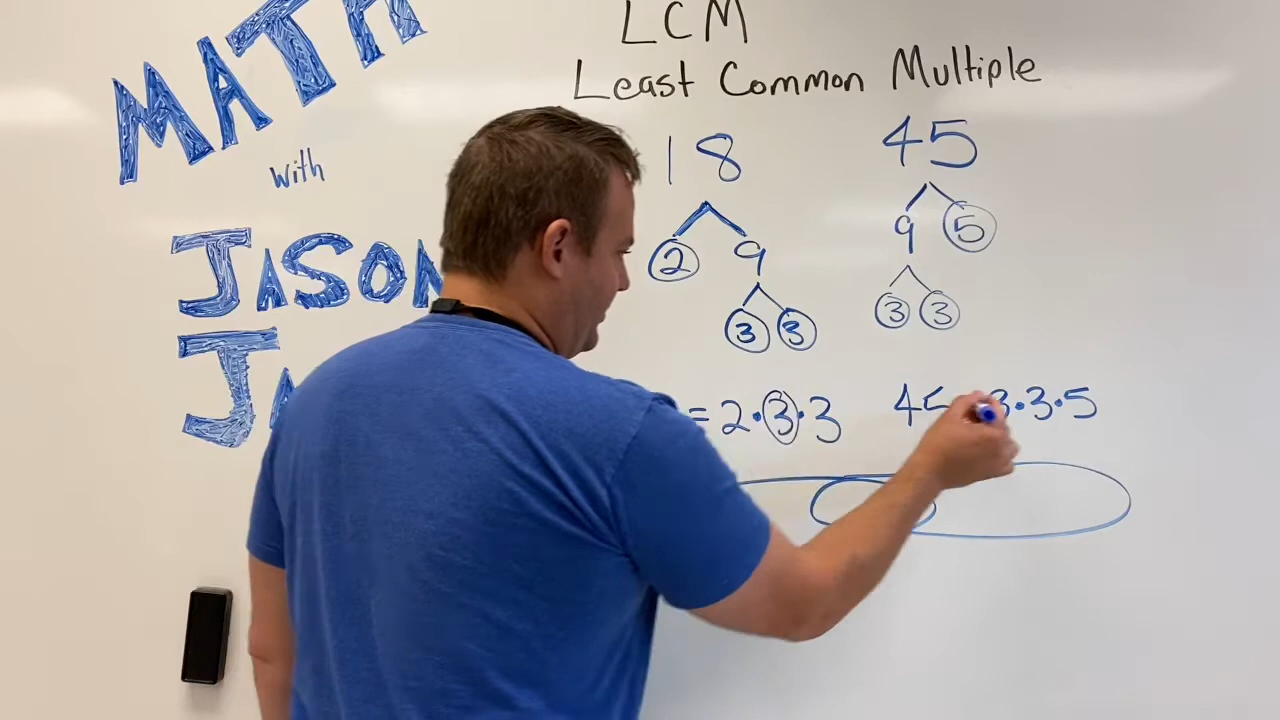 MATH
with
JASON
J
LCM
Least Common Multiple
18 45
2 9 9 5
3 3 3 3
= 2·3·3 45 3·3·5